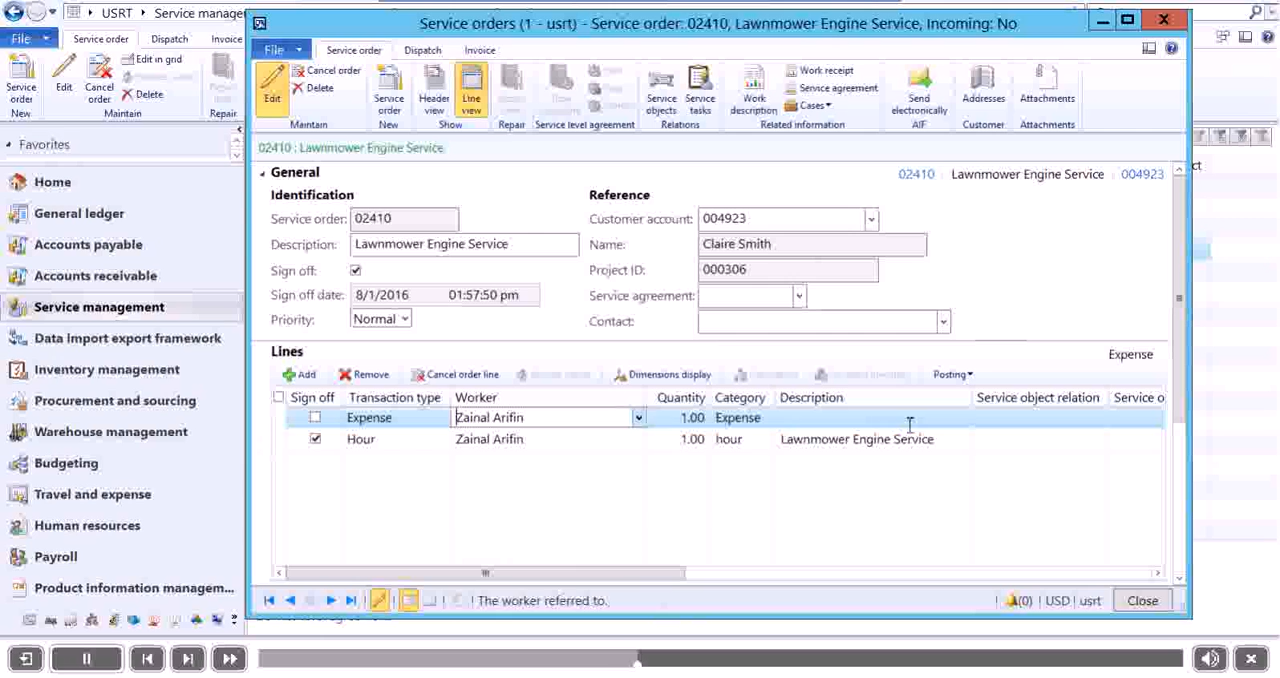 USRT ▸ Service manage
Service orders (1 - usrt) - Service order: 02410, Lawnmower Engine Service, Incoming: No
File Service order Dispatch Invoice
File Service order Dispatch Invoice
Service order
New
Edit
Cancel order
Edit in grid
Delete
Maintain
Repair
Edit
Cancel order
Delete
Maintain
Service order
New
Header view
Line view
Show
Repair
Service level agreement
Service objects
Service tasks
Relations
Work description
Work receipt
Service agreement
Cases
Related information
Send electronically
AIF
Addresses
Customer
Attachments
Attachments
Favorites
Home
General ledger
Accounts payable
Accounts receivable
Service management
Data import export framework
Inventory management
Procurement and sourcing
Warehouse management
Budgeting
Travel and expense
Human resources
Payroll
Product information managem...
02410 : Lawnmower Engine Service
General
02410 Lawnmower Engine Service 004923
Identification
Service order: 02410
Description: Lawnmower Engine Service
Sign off:
Sign off date: 8/1/2016 01:57:50 pm
Priority: Normal
Reference
Customer account: 004923
Name: Claire Smith
Project ID: 000306
Service agreement:
Contact:
Lines
Expense
Add Remove Cancel order line Dimensions display Posting
Sign off Transaction type Worker Quantity Category Description Service object relation Service o
Expense Zainal Arifin 1.00 Expense
Hour Zainal Arifin 1.00 hour Lawnmower Engine Service
The worker referred to.
(0) USD usrt Close
ct